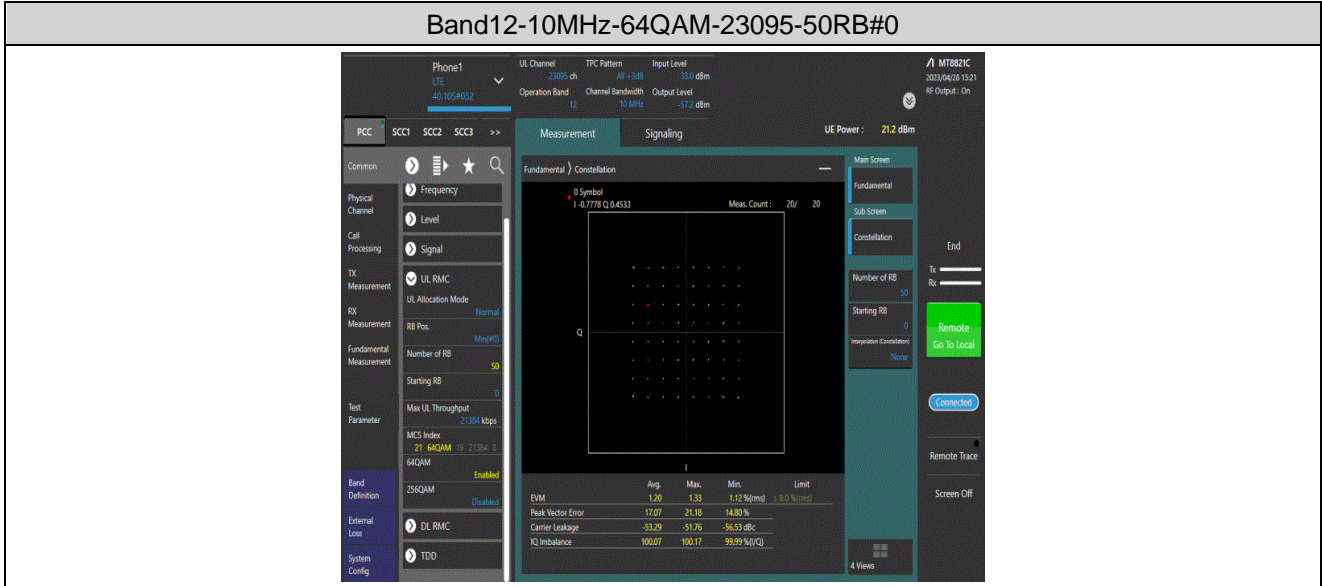 Band12-10MHz-64QAM-23095-50RB#0
Phone1
LTE
40.10S#052
UL Channel TPC Pattern Input Level
23095 ch All +3dB 33.0 dBm
Operation Band Channel Bandwidth Output Level
12 10 MHz -57.2 dBm
MT8821C
2023/04/28 15:21
RF Output : On
PCC SCC1 SCC2 SCC3 >>
Measurement Signaling UE Power : 21.2 dBm
Common
Physical
Channel
Call
Processing
TX
Measurement
RX
Measurement
Fundamental
Measurement
Test
Parameter
Band
Definition
External
Loss
System
Config
Frequency
Level
Signal
UL RMC
UL Allocation Mode
Normal
RB Pos.
Min(#0)
Number of RB
50
Starting RB
0
Max UL Throughput
21384 kbps
MCS Index
21 64QAM 19 21384 8
64QAM
Enabled
256QAM
Disabled
DL RMC
TDD
Fundamental Constellation
0 Symbol
I -0.7778 Q 0.4533 Meas. Count : 20/ 20
Q
I
Avg. Max. Min. Limit
EVM 1.20 1.33 1.12 %(rms) ≤ 8.0 %(rms)
Peak Vector Error 17.07 21.18 14.80 %
Carrier Leakage -53.29 -51.76 -56.53 dBc
IQ Imbalance 100.07 100.17 99.99 %(I/Q)
Main Screen
Fundamental
Sub Screen
Constellation
Number of RB
50
Starting RB
0
Interpolation (Constellation)
None
4 Views
End
Tx
Rx
Remote
Go To Local
Connected
Remote Trace
Screen Off